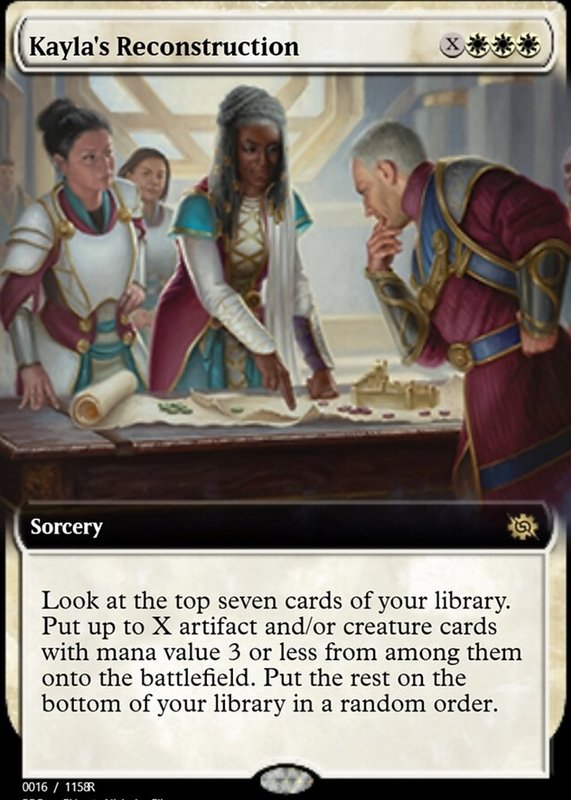 Kayla's Reconstruction X
Sorcery
Look at the top seven cards of your library.
Put up to X artifact and/or creature cards
with mana value 3 or less from among them
onto the battlefield. Put the rest on the
bottom of your library in a random order.
0016 / 1158R